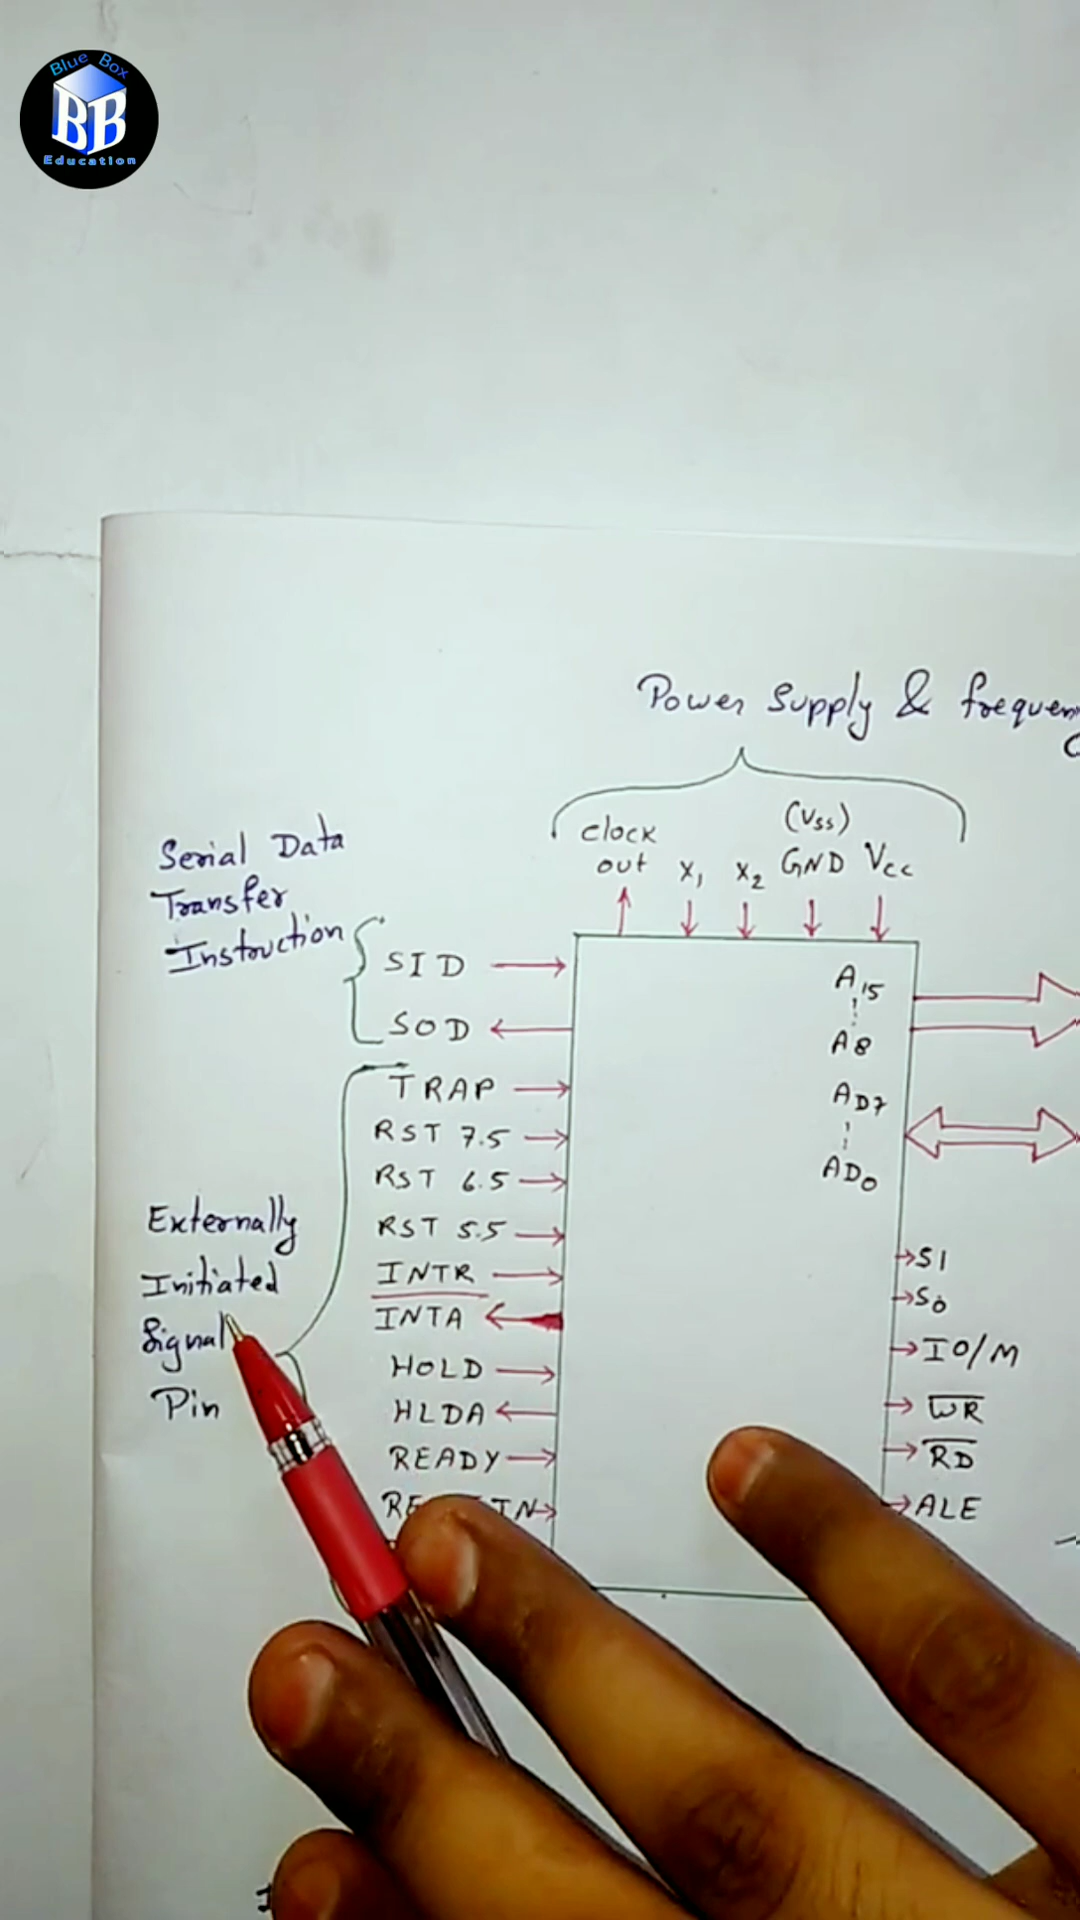 Blue Box
BB
Education
Power Supply & frequen
Serial Data
Transfer
Instruction
clock
out
X1
X2
(Vss)
GND
Vcc
SID
SOD
TRAP
RST 7.5
RST 6.5
RST 5.5
INTR
INTA
HOLD
HLDA
READY
Externally
Initiated
Signal
Pin
A15
A8
AD7
AD0
S1
S0
IO/M
WR
RD
ALE